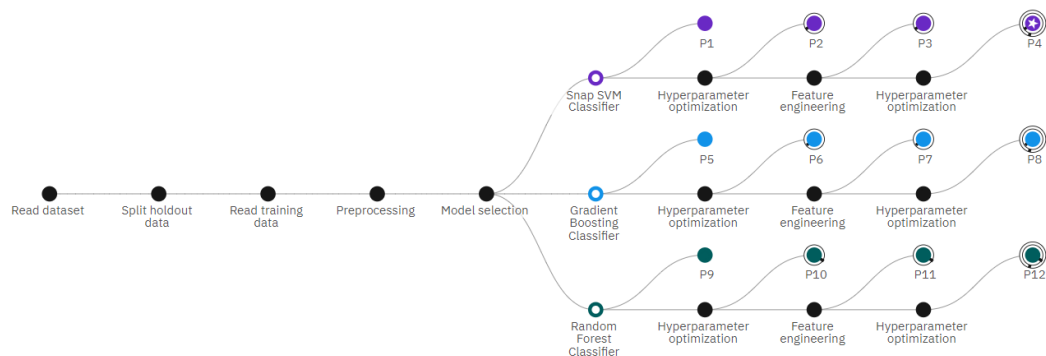 P1
P2
P3
P4
Snap SVM
Classifier
Hyperparameter
optimization
Feature
engineering
Hyperparameter
optimization
P5
P6
P7
P8
Read dataset
Split holdout
data
Read training
data
Preprocessing
Model selection
Gradient
Boosting
Classifier
Hyperparameter
optimization
Feature
engineering
Hyperparameter
optimization
P9
P10
P11
P12
Random
Forest
Classifier
Hyperparameter
optimization
Feature
engineering
Hyperparameter
optimization